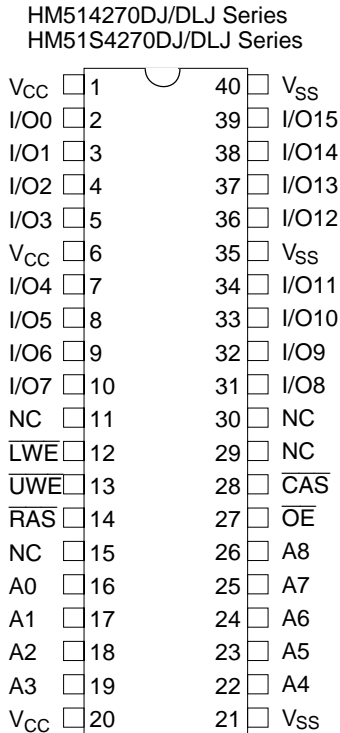 HM514270DJ/DLJ Series
HM51S4270DJ/DLJ Series
VCC 1 40 VSS
I/O0 2 39 I/O15
I/O1 3 38 I/O14
I/O2 4 37 I/O13
I/O3 5 36 I/O12
VCC 6 35 VSS
I/O4 7 34 I/O11
I/O5 8 33 I/O10
I/O6 9 32 I/O9
I/O7 10 31 I/O8
NC 11 30 NC
LWE 12 29 NC
UWE 13 28 CAS
RAS 14 27 OE
NC 15 26 A8
A0 16 25 A7
A1 17 24 A6
A2 18 23 A5
A3 19 22 A4
VCC 20 21 VSS